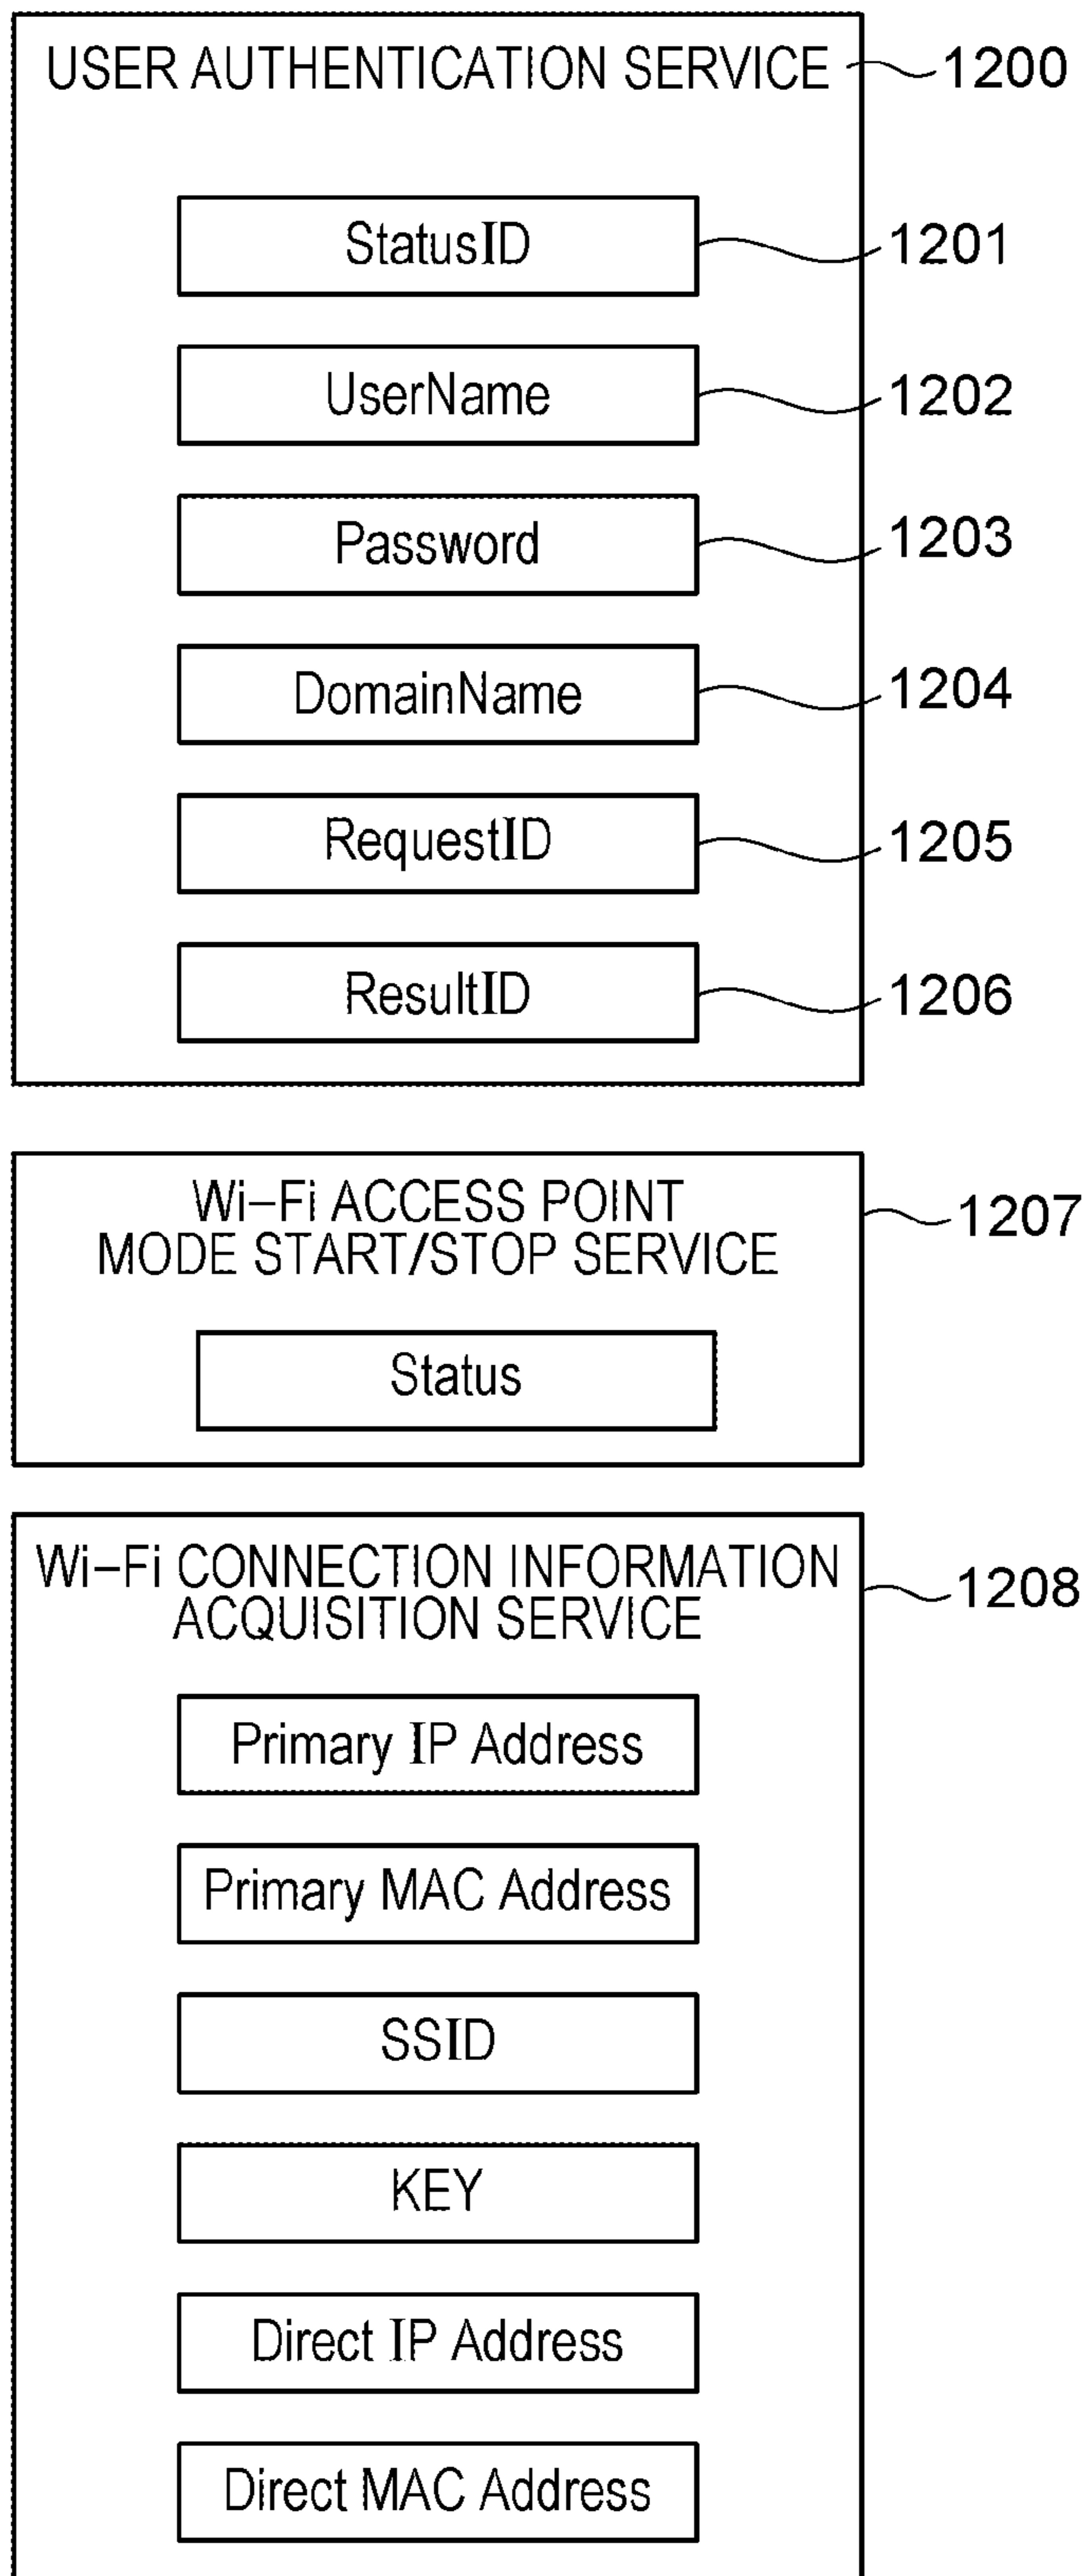 USER AUTHENTICATION SERVICE 1200
StatusID 1201
UserName 1202
Password 1203
DomainName 1204
RequestID 1205
ResultID 1206
Wi-Fi ACCESS POINT
MODE START/STOP SERVICE 1207
Status
Wi-Fi CONNECTION INFORMATION
ACQUISITION SERVICE 1208
Primary IP Address
Primary MAC Address
SSID
KEY
Direct IP Address
Direct MAC Address